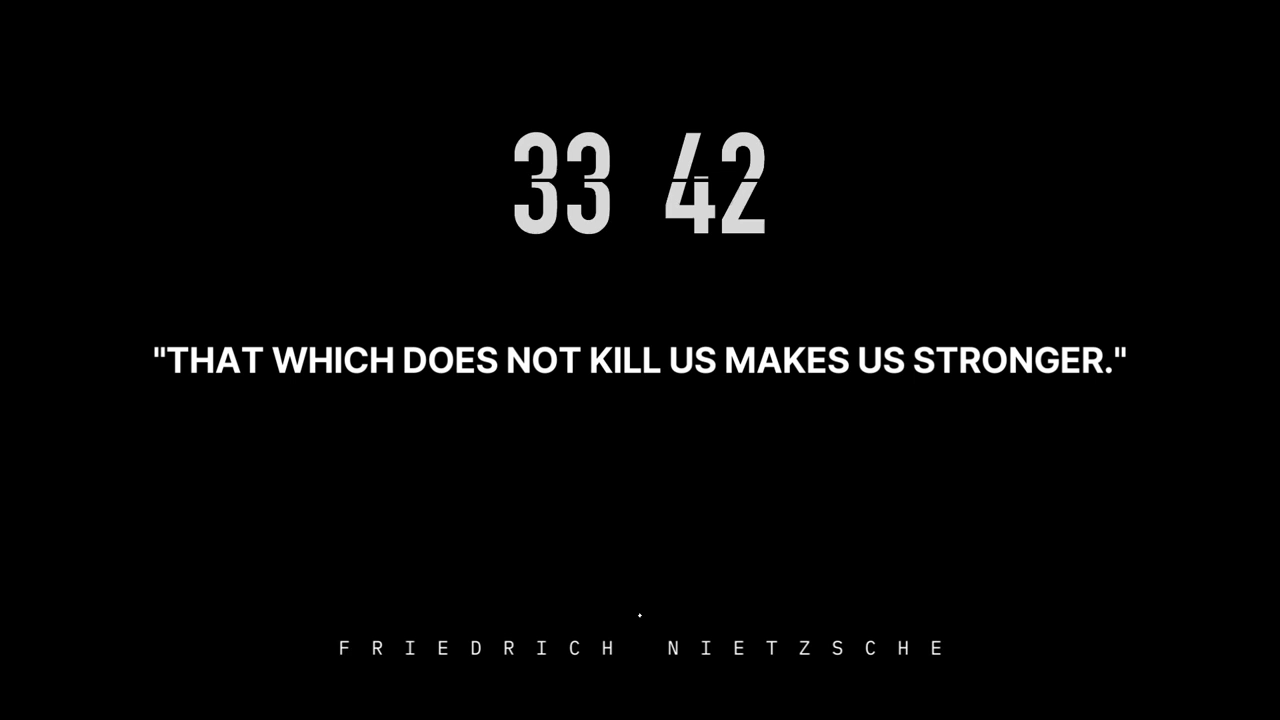 33 42
"THAT WHICH DOES NOT KILL US MAKES US STRONGER."
FRIEDRICH NIETZSCHE